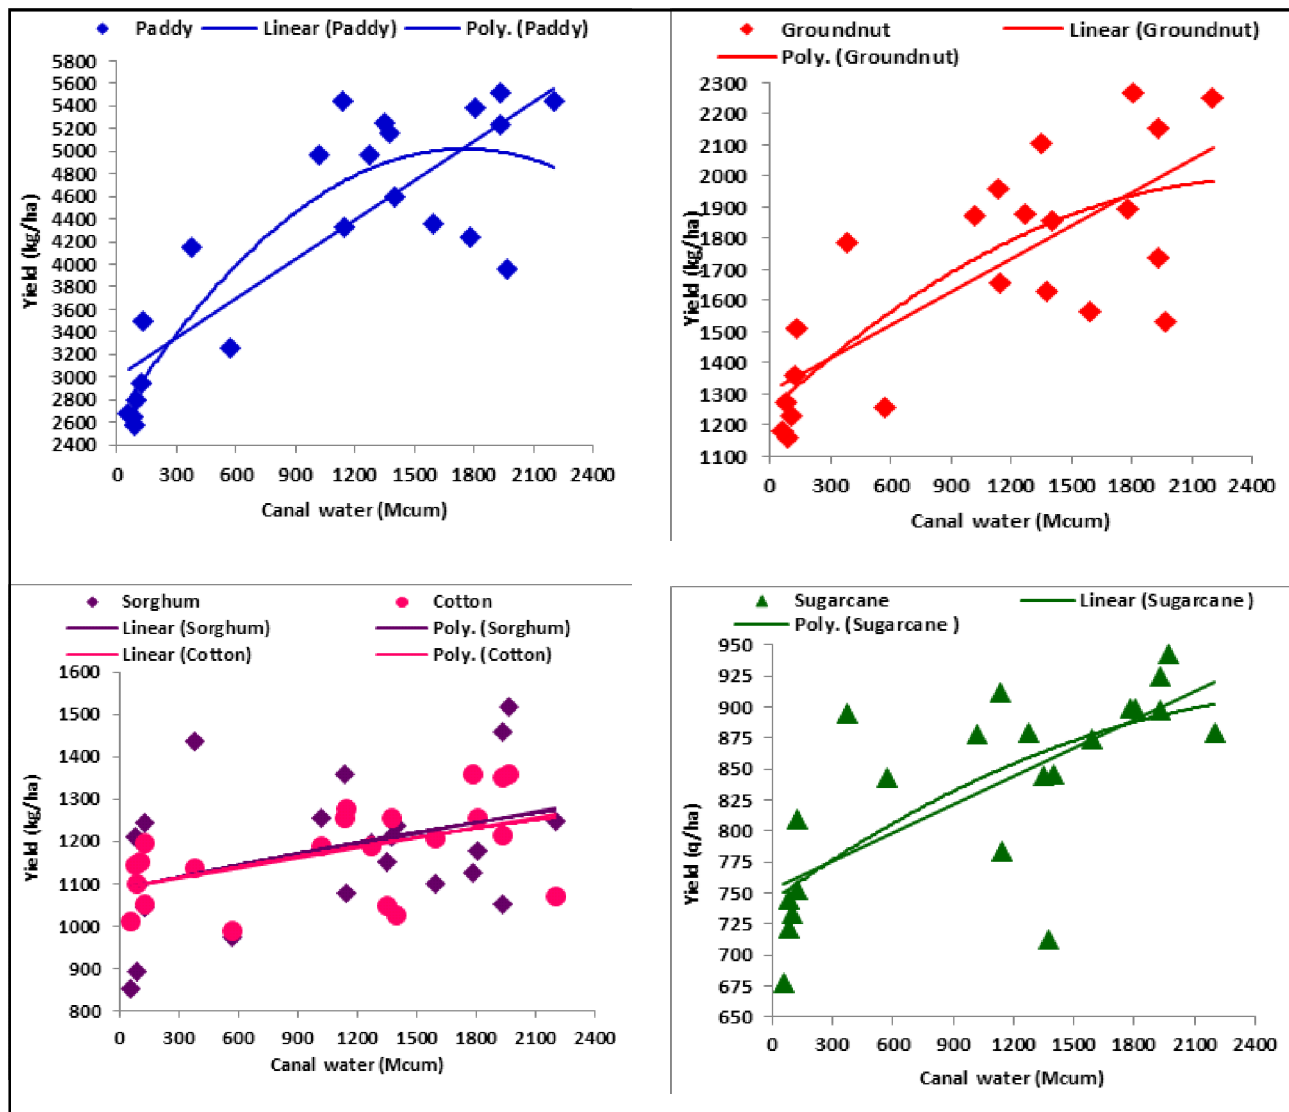 Paddy Linear (Paddy) Poly. (Paddy)
5800
5600
5400
5200
5000
4800
4600
4400
4200
4000
3800
3600
3400
3200
3000
2800
2600
2400
Yield (kg/ha)
0 300 600 900 1200 1500 1800 2100 2400
Canal water (Mcum)
Groundnut Linear (Groundnut)
Poly. (Groundnut)
2300
2200
2100
2000
1900
1800
1700
1600
1500
1400
1300
1200
1100
Yield (kg/ha)
0 300 600 900 1200 1500 1800 2100 2400
Canal water (Mcum)
Sorghum Cotton
Linear (Sorghum) Poly. (Sorghum)
Linear (Cotton) Poly. (Cotton)
1600
1500
1400
1300
1200
1100
1000
900
800
Yield (kg/ha)
0 300 600 900 1200 1500 1800 2100 2400
Canal water (Mcum)
Sugarcane Linear (Sugarcane )
Poly. (Sugarcane )
950
925
900
875
850
825
800
775
750
725
700
675
650
Yield (q/ha)
0 300 600 900 1200 1500 1800 2100 2400
Canal water (Mcum)